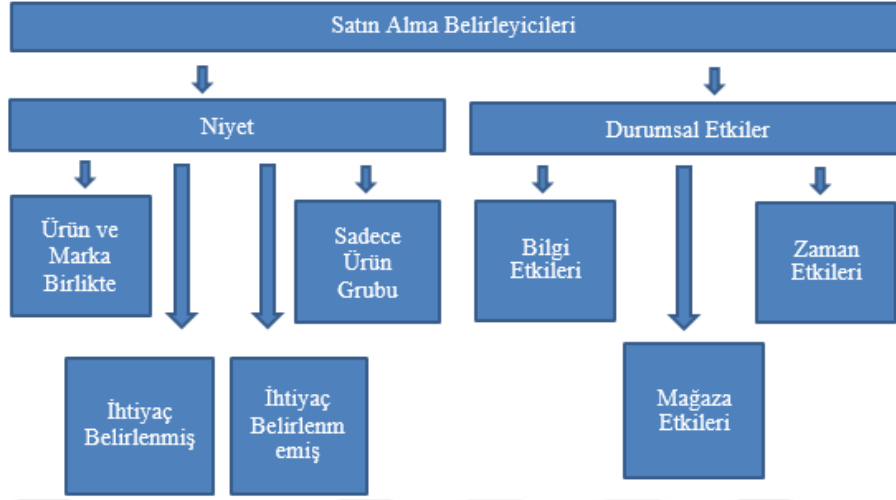 Satın Alma Belirleyicileri
Niyet
Durumsal Etkiler
Ürün ve
Marka
Birlikte
Sadece
Ürün
Grubu
Bilgi
Etkileri
Zaman
Etkileri
İhtiyaç
Belirlenmiş
İhtiyaç
Belirlenm
emiş
Mağaza
Etkileri